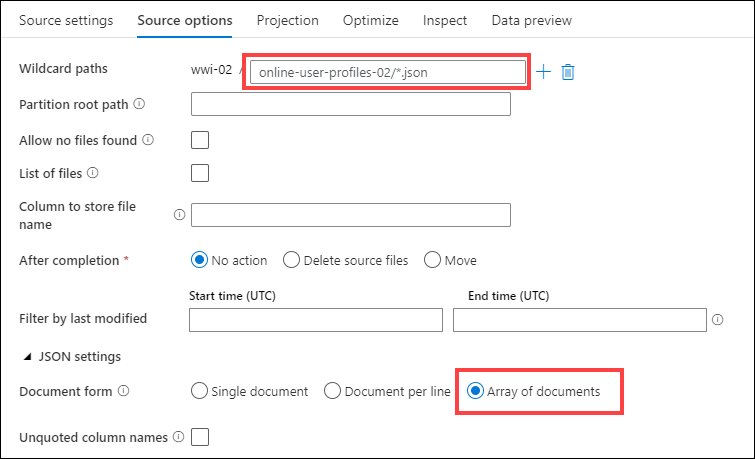 Source settings Source options Projection Optimize Inspect Data preview
Wildcard paths wwi-02 / online-user-profiles-02/*.json
Partition root path
Allow no files found
List of files
Column to store file
name
After completion * No action Delete source files Move
Start time (UTC) End time (UTC)
Filter by last modified
JSON settings
Document form Single document Document per line Array of documents
Unquoted column names